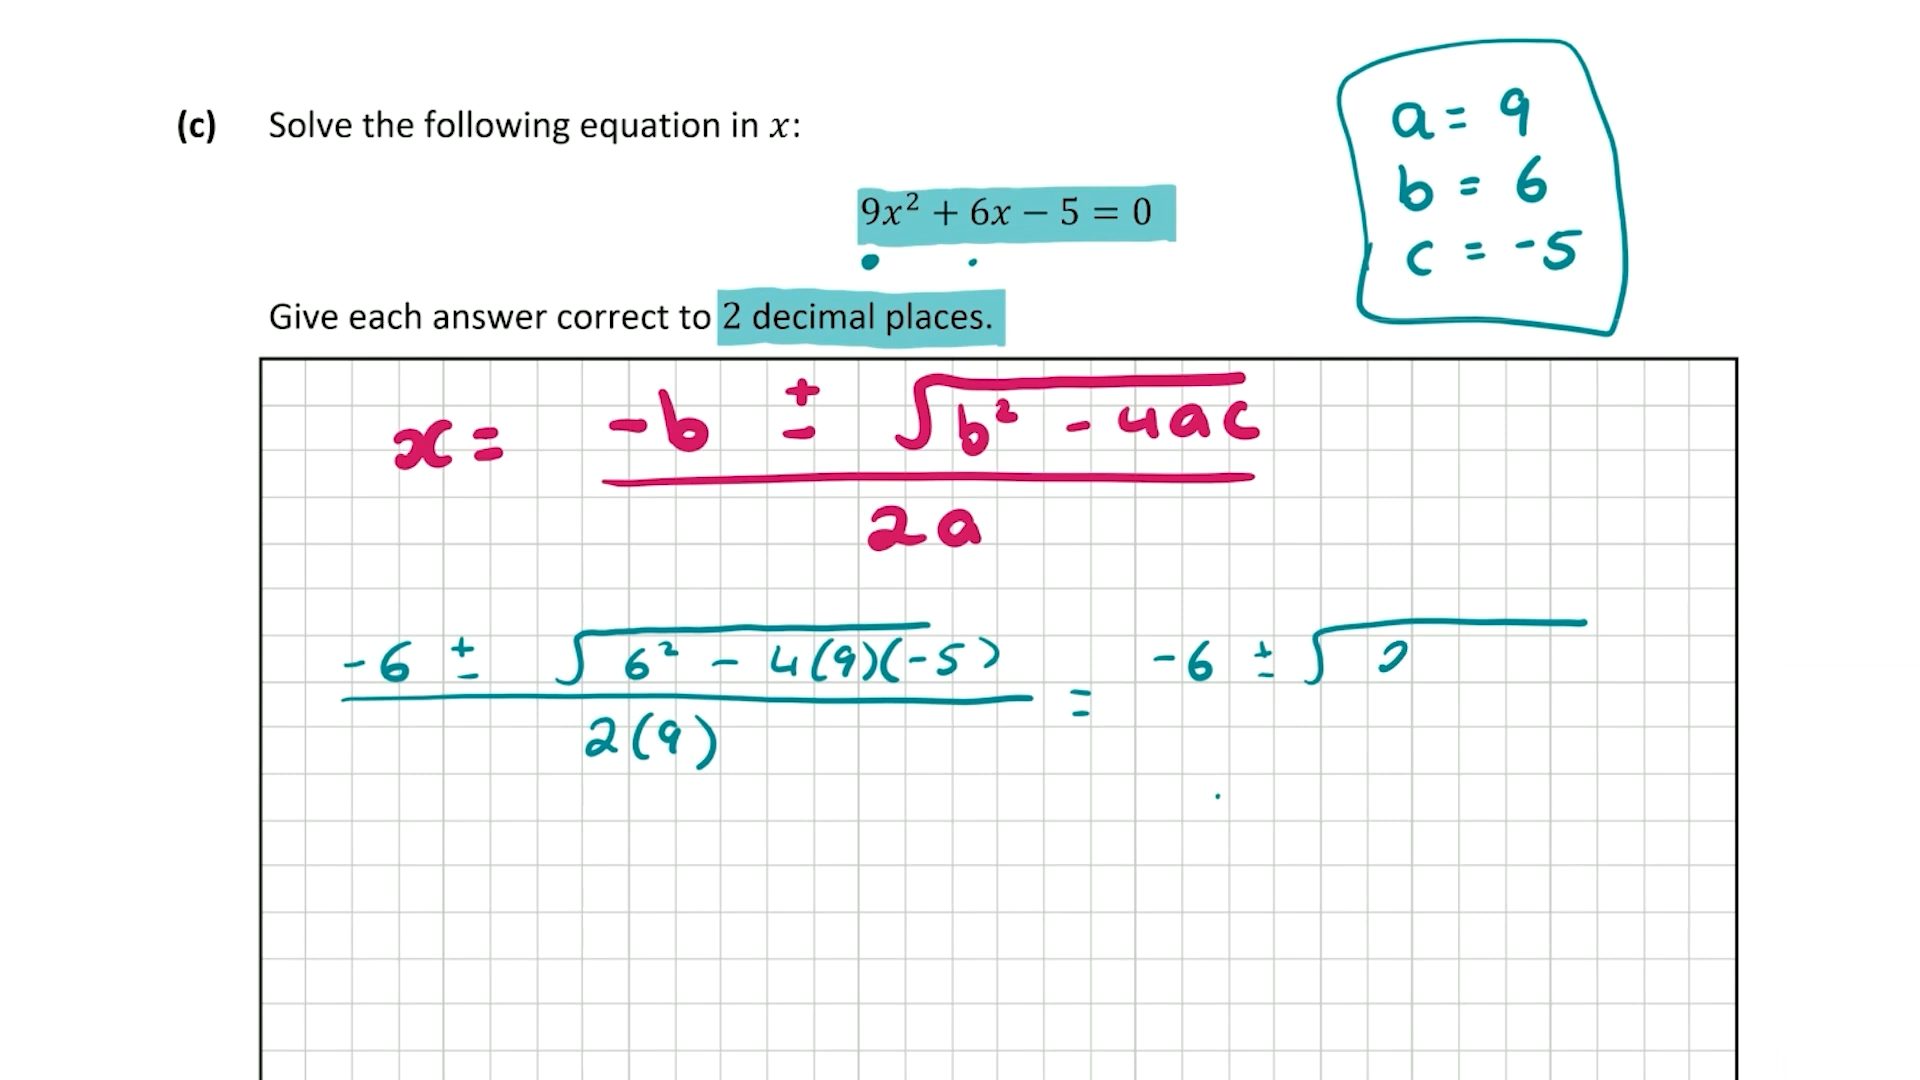 (c) Solve the following equation in x:
9x² + 6x − 5 = 0
Give each answer correct to 2 decimal places.
a = 9
b = 6
c = -5
x = -b ± √b² - 4ac
2a
-6 ± √6² - 4(9)(-5) = -6 ± √2
2(9)